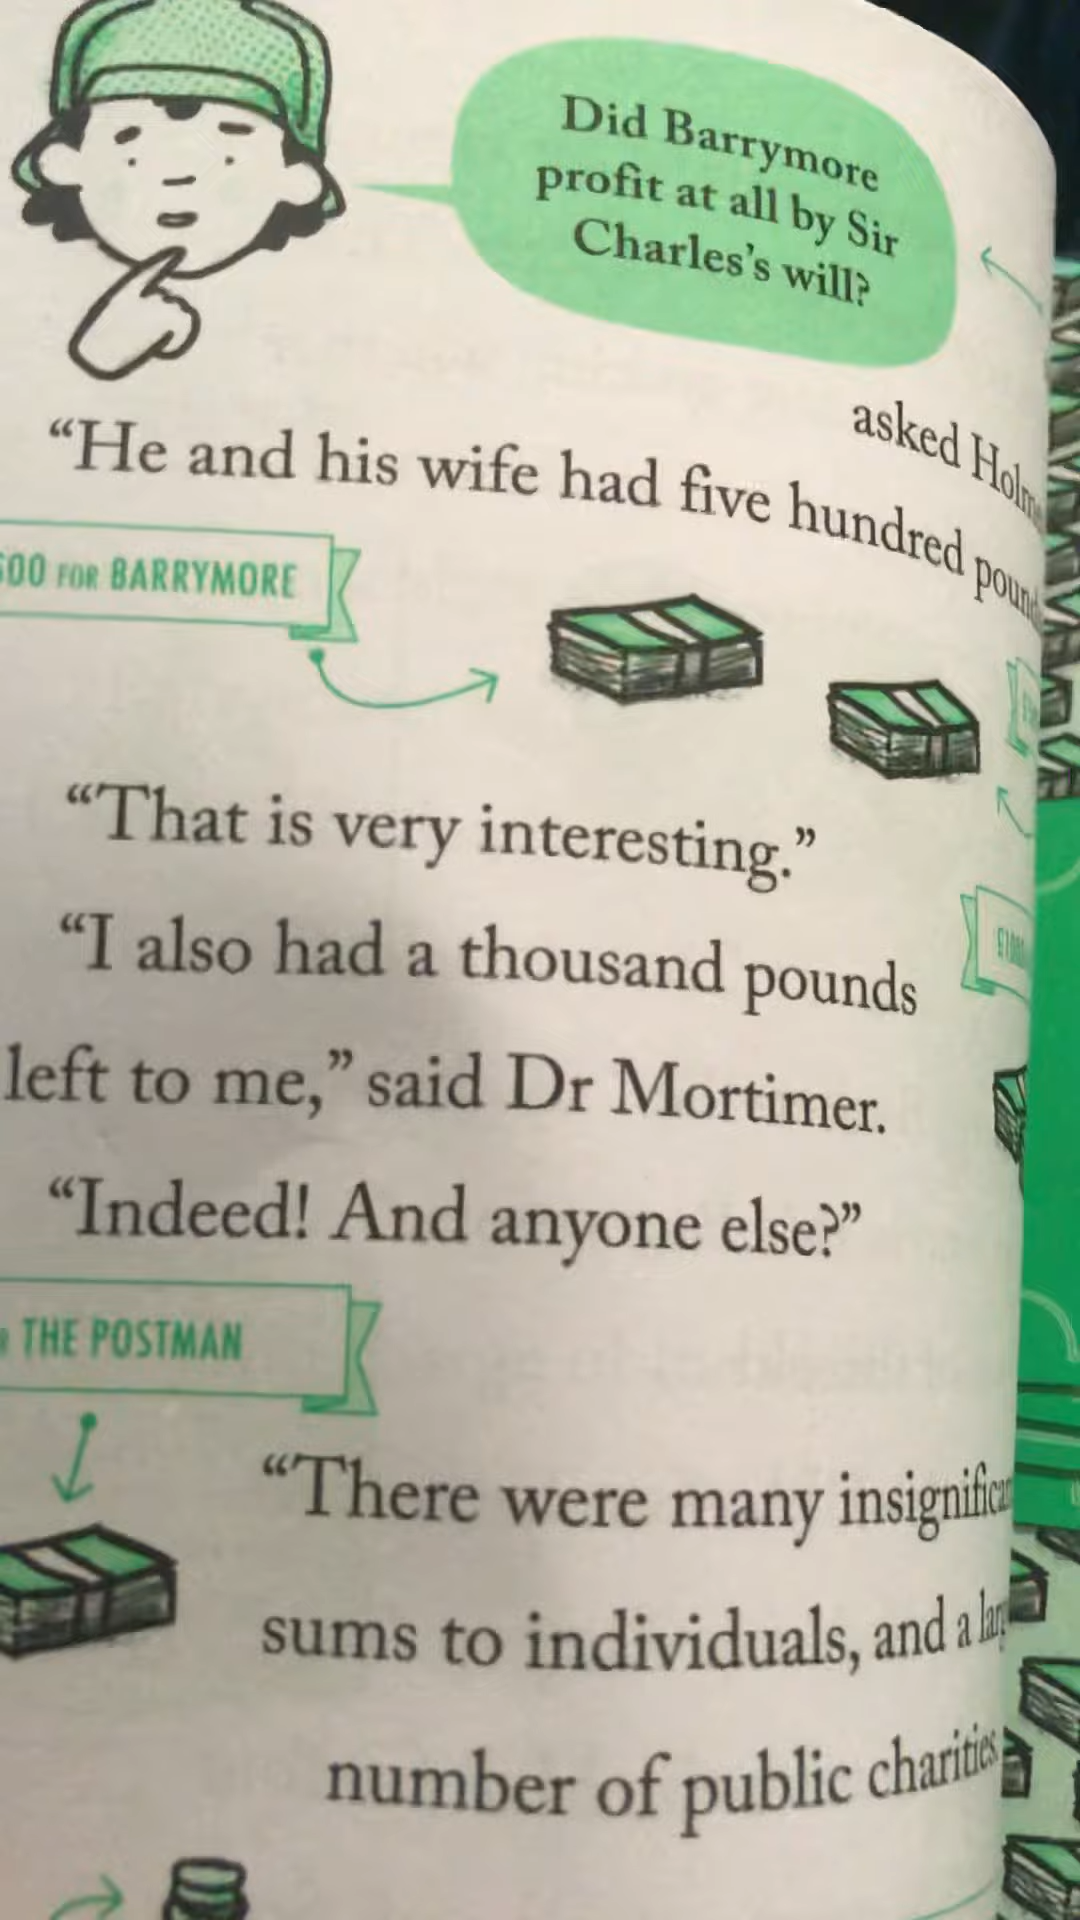 Did Barrymore
profit at all by Sir
Charles's will?
asked
“He and his wife had five hundred
FOR BARRYMORE
“That is very interesting.”
“I also had a thousand pounds
left to me,” said Dr Mortimer.
“Indeed! And anyone else?”
THE POSTMAN
“There were many
sums to individuals, and a
number of public charities.